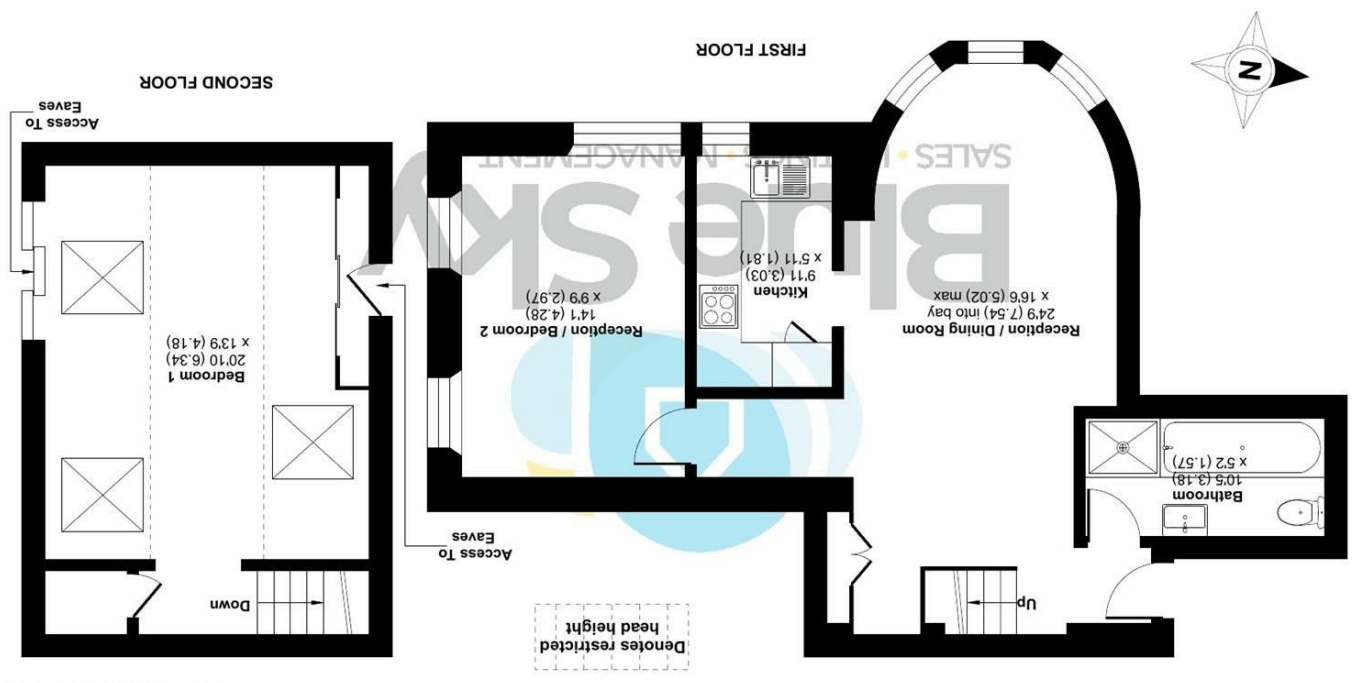 Denotes restricted
head height
Up
Down
Bathroom
10'5 (3.18)
x 5'2 (1.57)
Access To
Eaves
Reception / Dining Room
24'9 (7.54) into bay
x 16'6 (5.02) max
Kitchen
9'11 (3.03)
x 5'11 (1.81)
Reception / Bedroom 2
14'1 (4.28)
x 9'9 (2.97)
Bedroom 1
20'10 (6.34)
x 13'9 (4.18)
Blue Sky
SALES • LETTINGS • MANAGEMENT
Access To
Eaves
N
FIRST FLOOR
SECOND FLOOR